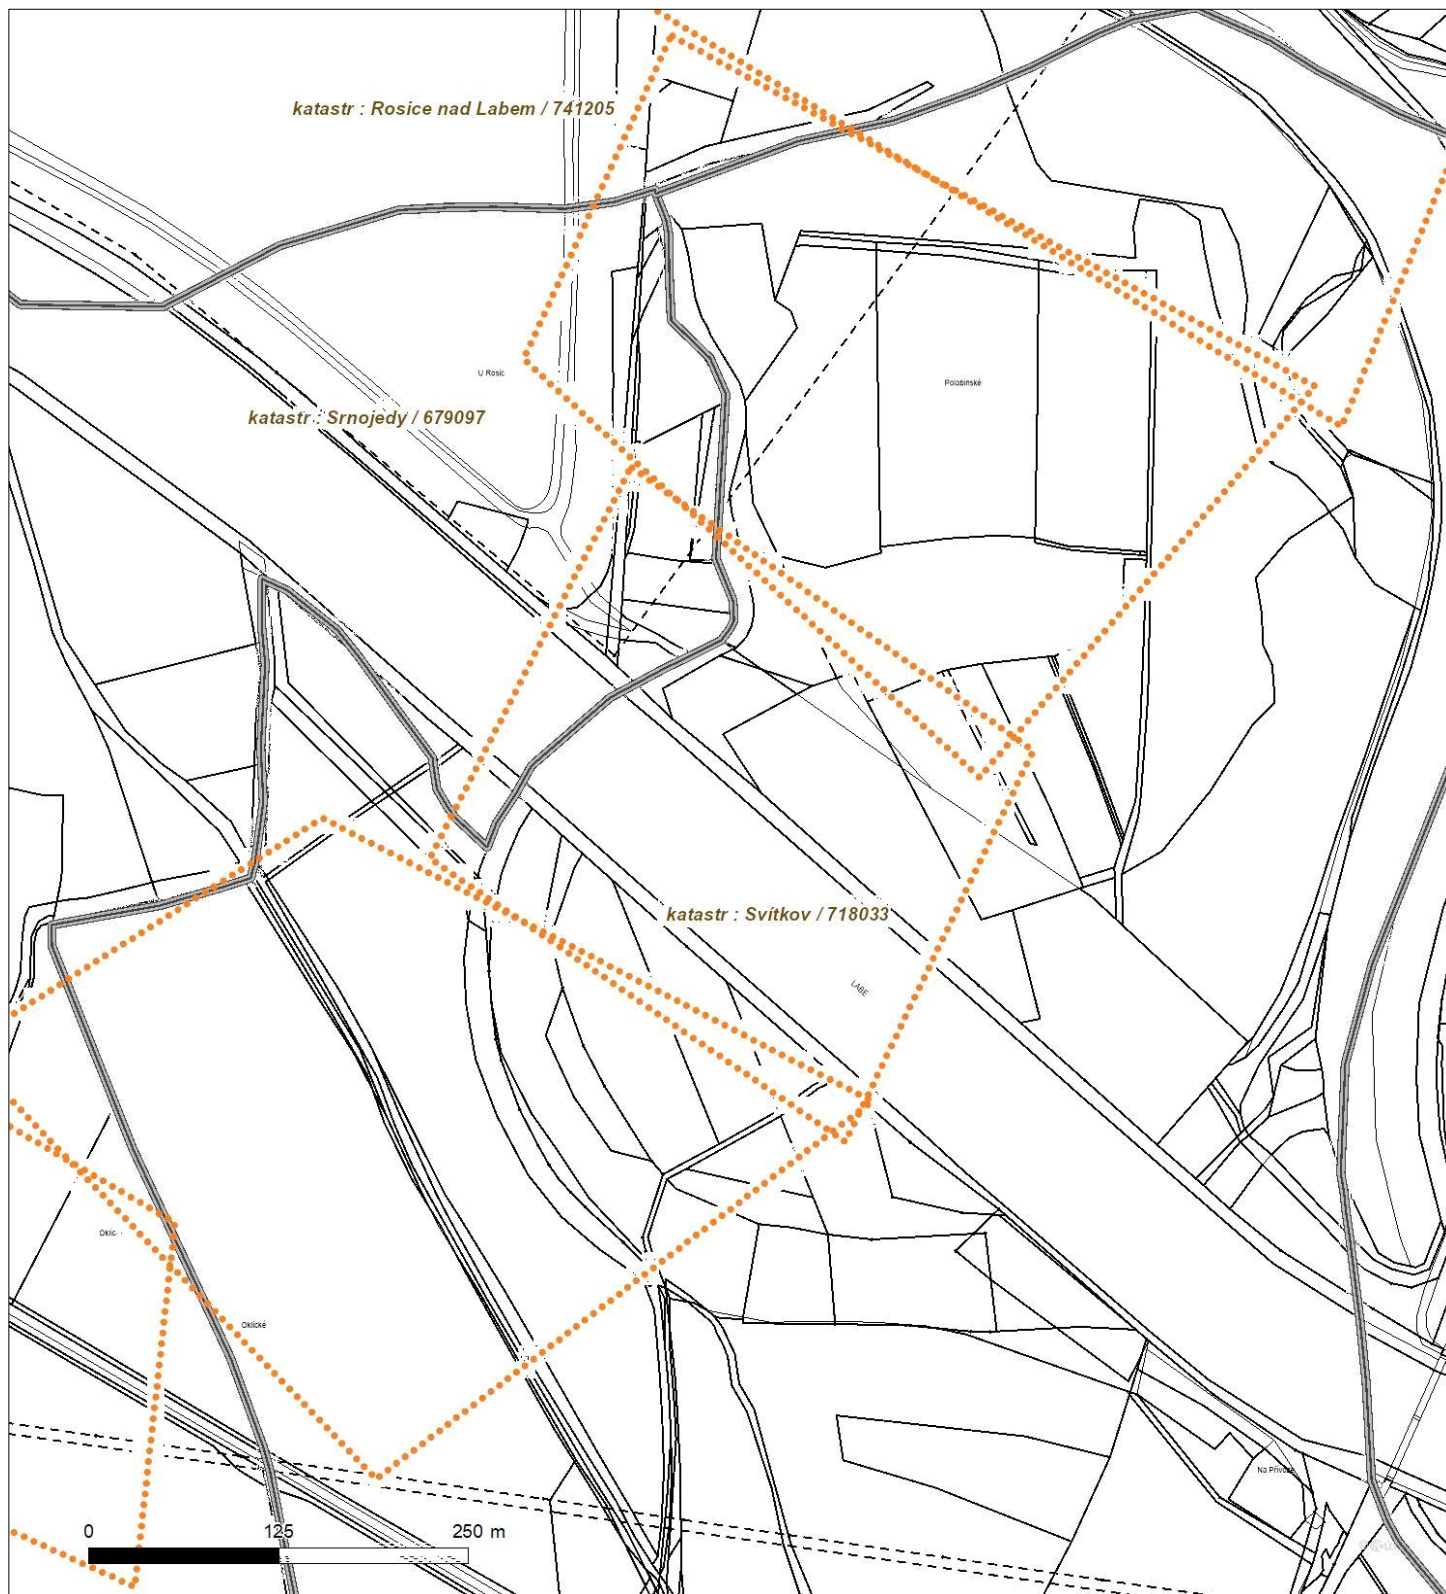 katastr : Rosice nad Labem / 741205
U Rosic
Polabinské
katastr : Srnojedy / 679097
katastr : Svítkov / 718033
LABE
Oklické
Na Přívoze
0 125 250 m